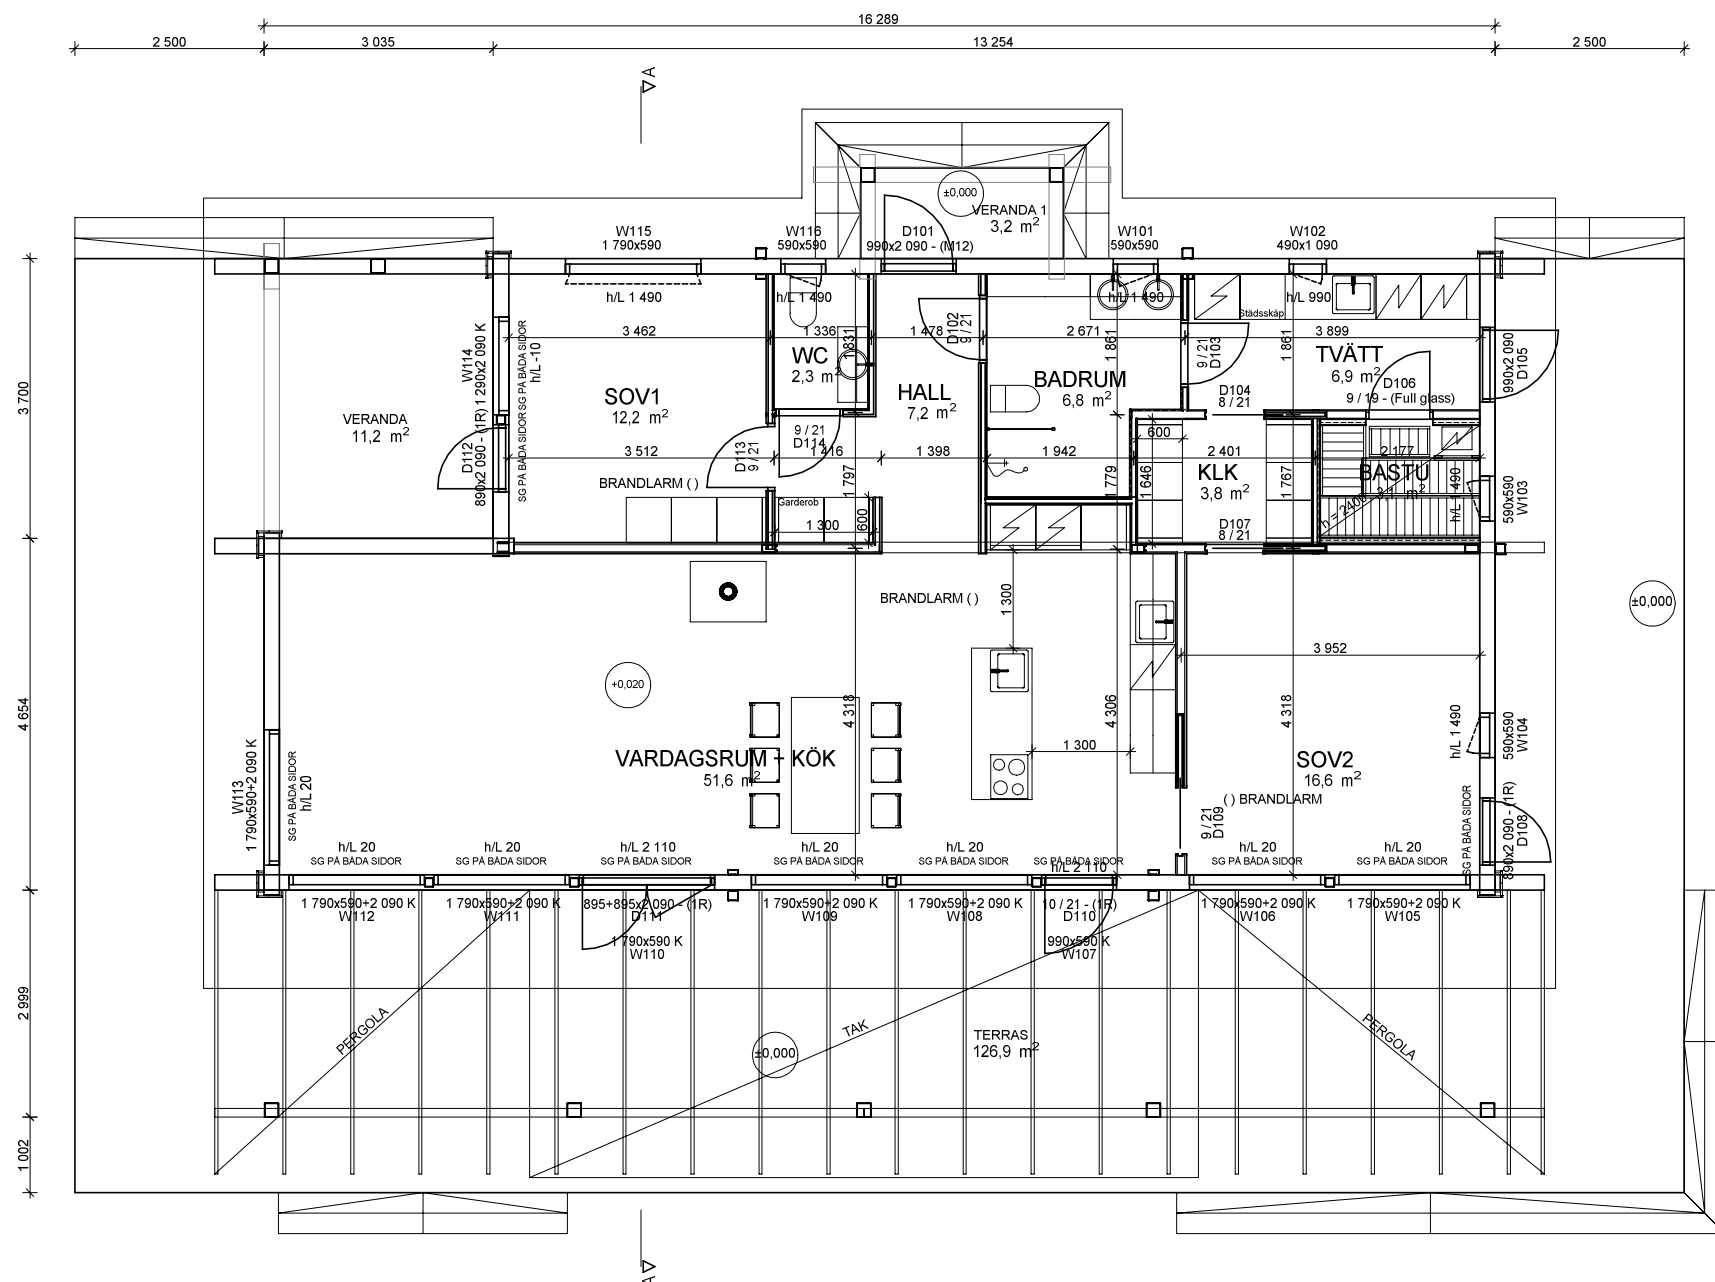 16 289
2 500
3 035
13 254
2 500
A
±0,000
VERANDA 1
3,2 m²
W115
1 790x590
W116
590x590
D101
990x2 090 - (M12)
W101
590x590
W102
490x1 090
h/L 1 490
h/L 1 490
h/L 1 490
h/L 990
Städsskåp
3 462
1 336
1 478
2 671
3 899
1 831
1 861
1 861
D102
9 / 21
9 / 21
D103
W114
1 290x2 090 K
SG PÅ BÅDA SIDOR
h/L -10
D112
890x2 090 - (1R)
SG PÅ BÅDA SIDOR
990x2 090
D105
3 700
VERANDA
11,2 m²
SOV1
12,2 m²
WC
2,3 m²
HALL
7,2 m²
BADRUM
6,8 m²
TVÄTT
6,9 m²
D104
8 / 21
D106
9 / 19 - (Full glass)
9 / 21
D114
D113
9 / 21
600
3 512
1 416
1 398
1 942
2 401
2 177
1 797
1 779
1 646
1 767
KLK
3,8 m²
BASTU
3,1 m²
h = 2400
h/L 1 490
590x590
W103
BRANDLARM ( )
Garderob
1 300
600
D107
8 / 21
BRANDLARM ( )
1 300
±0,000
3 952
+0,020
4 654
4 318
4 306
4 318
1 300
VARDAGSRUM + KÖK
51,6 m²
SOV2
16,6 m²
h/L 1 490
590x590
W104
( ) BRANDLARM
9 / 21
D109
W113
1 790x590+2 090 K
SG PÅ BÅDA SIDOR
h/L 20
SG PÅ BÅDA SIDOR
890x2 090 - (1R)
D108
h/L 20
SG PÅ BÅDA SIDOR
h/L 20
SG PÅ BÅDA SIDOR
h/L 2 110
SG PÅ BÅDA SIDOR
h/L 20
SG PÅ BÅDA SIDOR
h/L 20
SG PÅ BÅDA SIDOR
SG PÅ BÅDA SIDOR
h/L 2 110
h/L 20
SG PÅ BÅDA SIDOR
h/L 20
SG PÅ BÅDA SIDOR
1 790x590+2 090 K
W112
1 790x590+2 090 K
W111
895+895x2 090 - (1R)
D111
1 790x590+2 090 K
W109
1 790x590+2 090 K
W108
10 / 21 - (1R)
D110
1 790x590+2 090 K
W106
1 790x590+2 090 K
W105
1 790x590 K
W110
990x590 K
W107
2 999
PERGOLA
TAK
±0,000
TERRAS
126,9 m²
PERGOLA
1 002
A